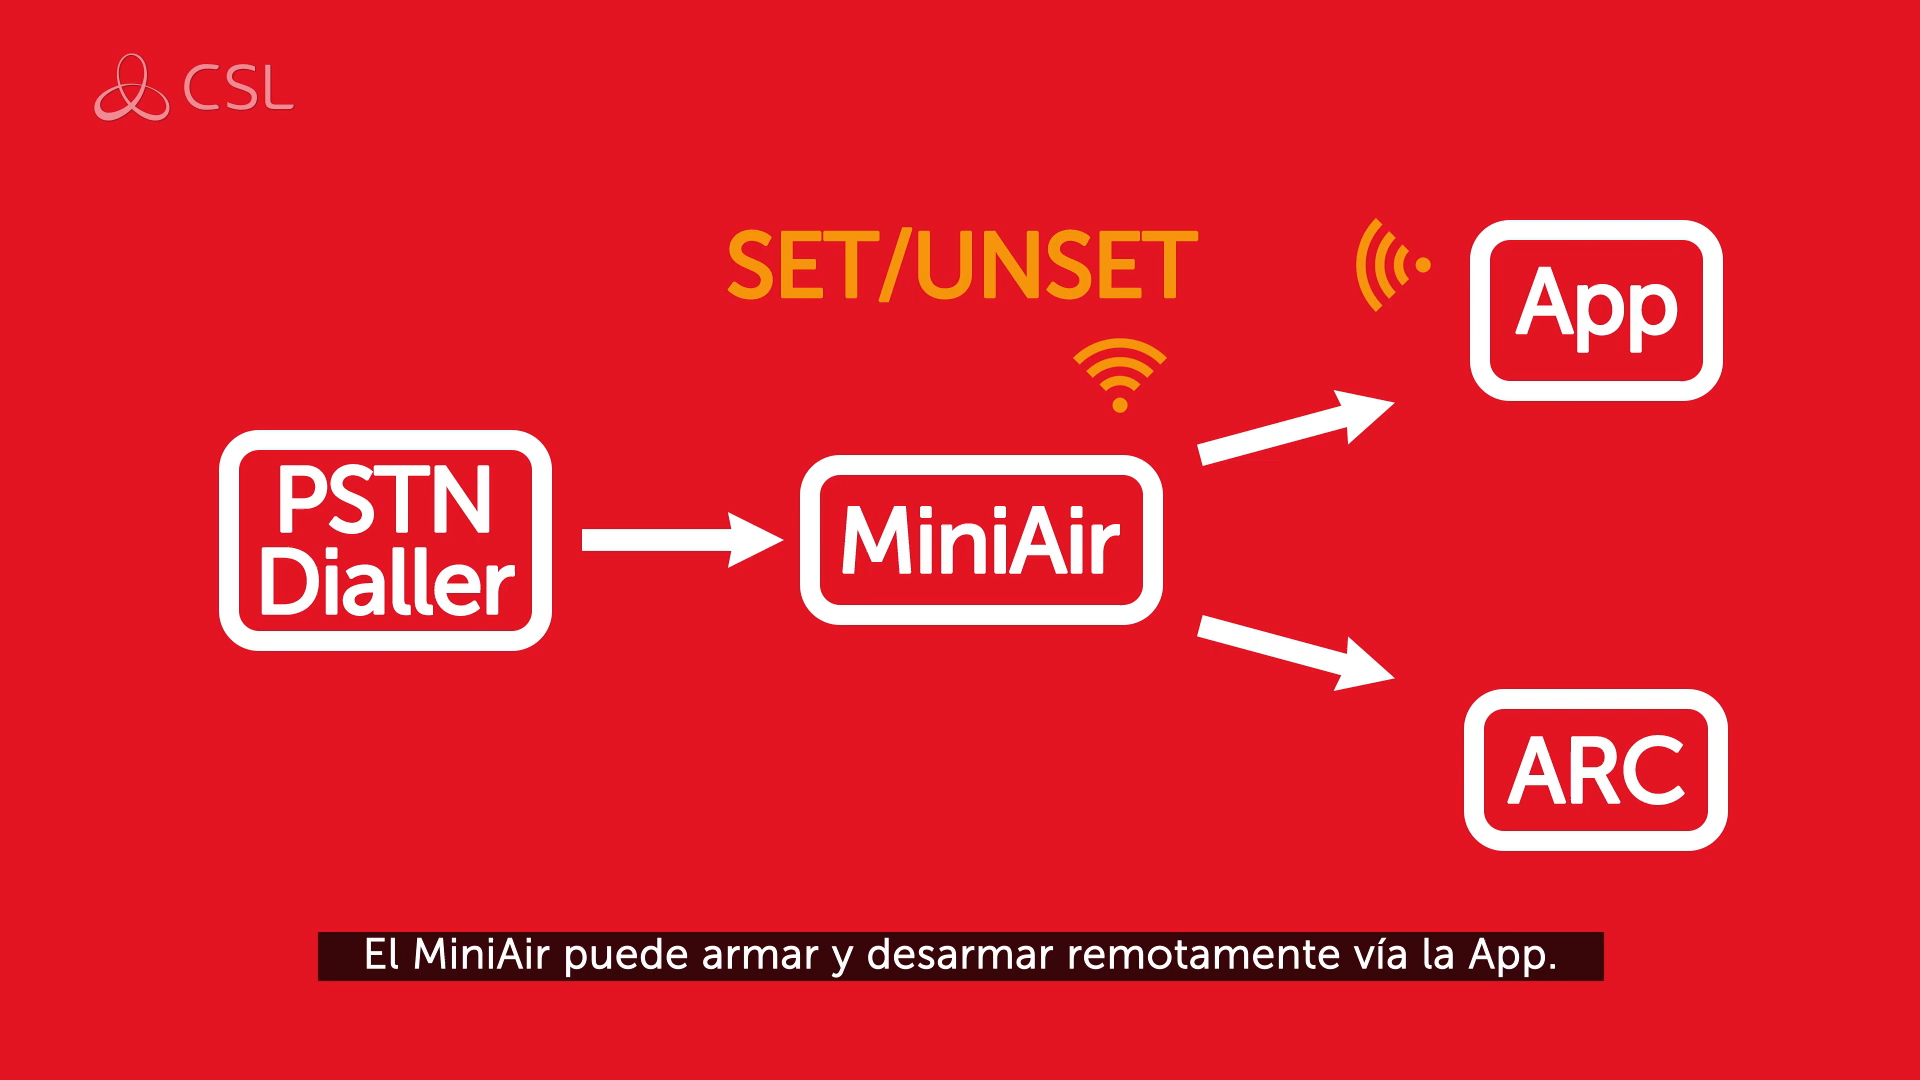 CSL
SET/UNSET
App
PSTN
Dialler
MiniAir
ARC
El MiniAir puede armar y desarmar remotamente vía la App.